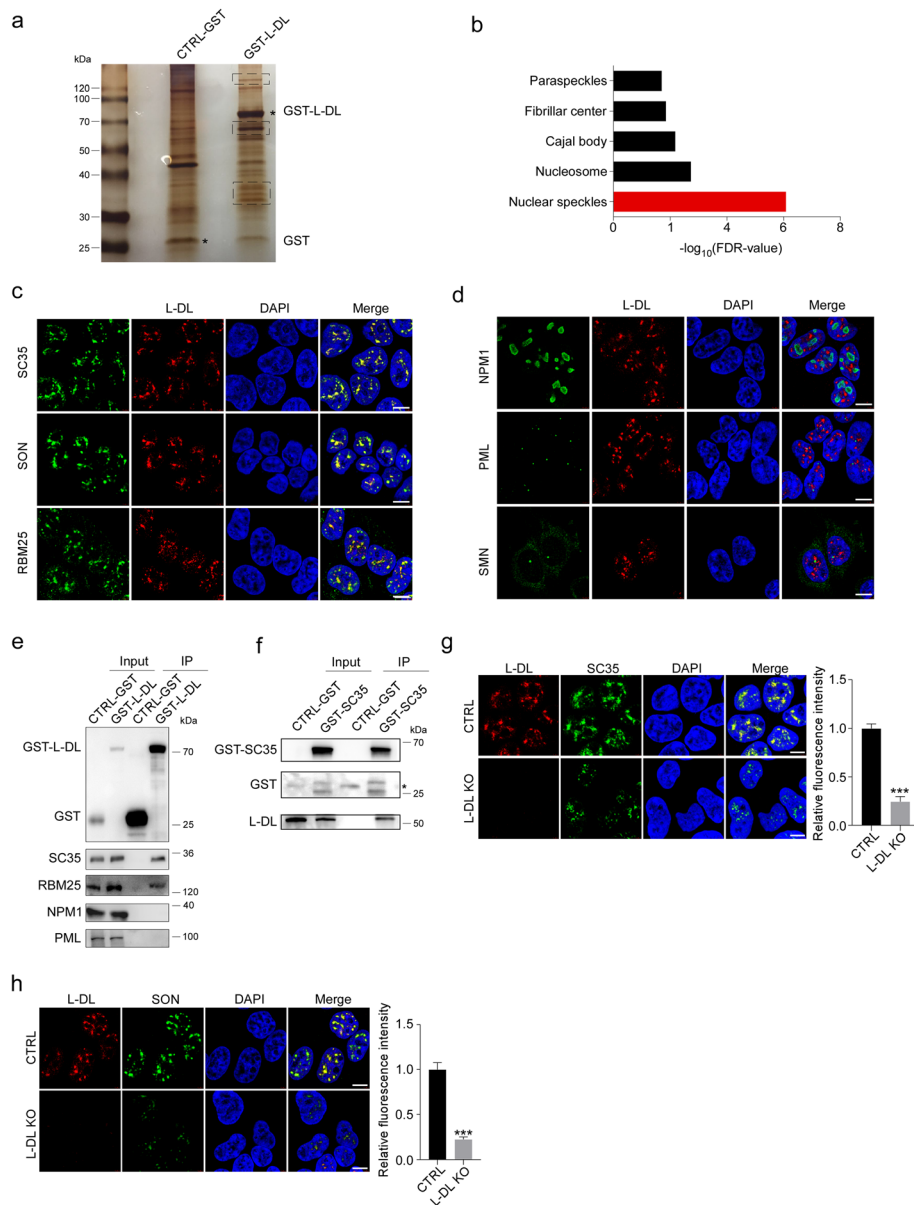 a
CTRL-GST
GST-L-DL
kDa
120
100
70
50
40
30
25
*
GST-L-DL
*
GST
b
Paraspeckles
Fibrillar center
Cajal body
Nucleosome
Nuclear speckles
0 1 4 6 8
-log10(FDR-value)
c
L-DL DAPI Merge
SC35
SON
RBM25
d
L-DL DAPI Merge
NPM1
PML
SMN
e
Input IP
CTRL-GST
GST-L-DL
CTRL-GST
GST-L-DL
kDa
GST-L-DL
70
GST
25
SC35
36
RBM25
120
NPM1
40
PML
100
f
Input IP
CTRL-GST
GST-SC35
CTRL-GST
GST-SC35
kDa
GST-SC35
70
GST
*
25
L-DL
50
g
L-DL SC35 DAPI Merge
CTRL
L-DL KO
Relative fluorescence intensity
1.5
1.0
0.5
0.0
***
CTRL
L-DL KO
h
L-DL SON DAPI Merge
CTRL
L-DL KO
Relative fluorescence intensity
1.5
1.0
0.5
0.0
***
CTRL
L-DL KO